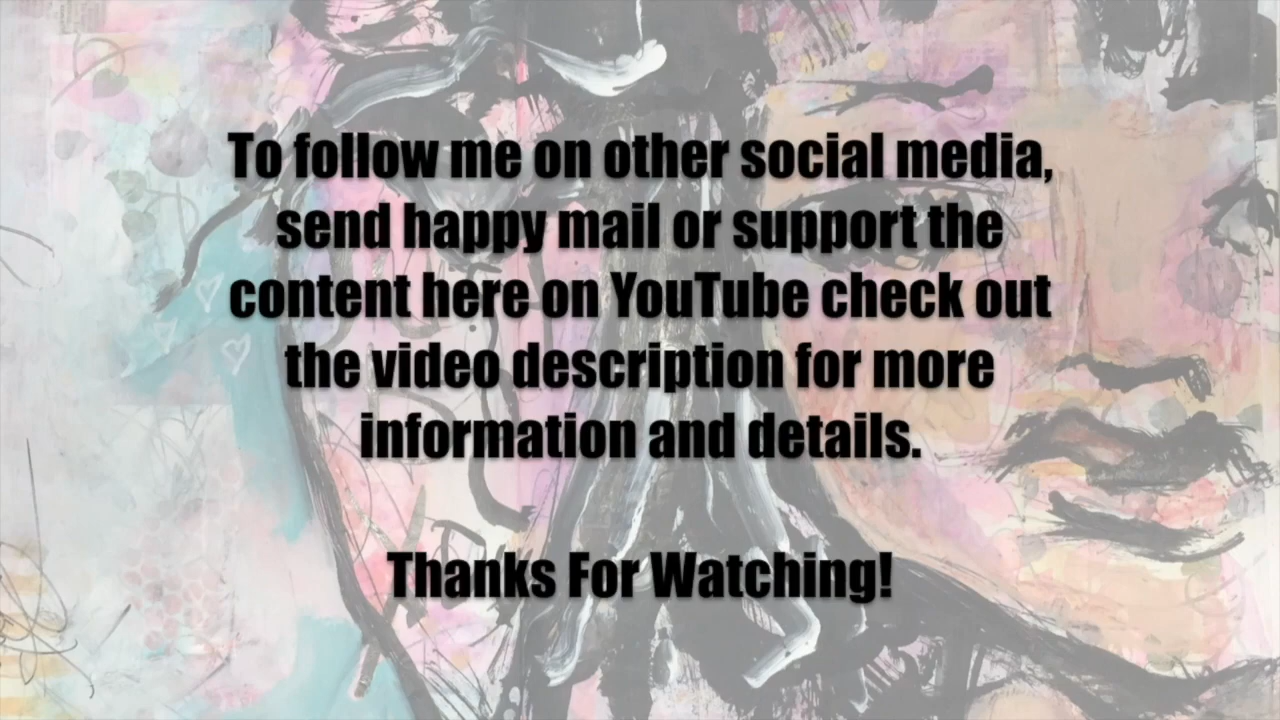 To follow me on other social media,
send happy mail or support the
content here on YouTube check out
the video description for more
information and details.
Thanks For Watching!